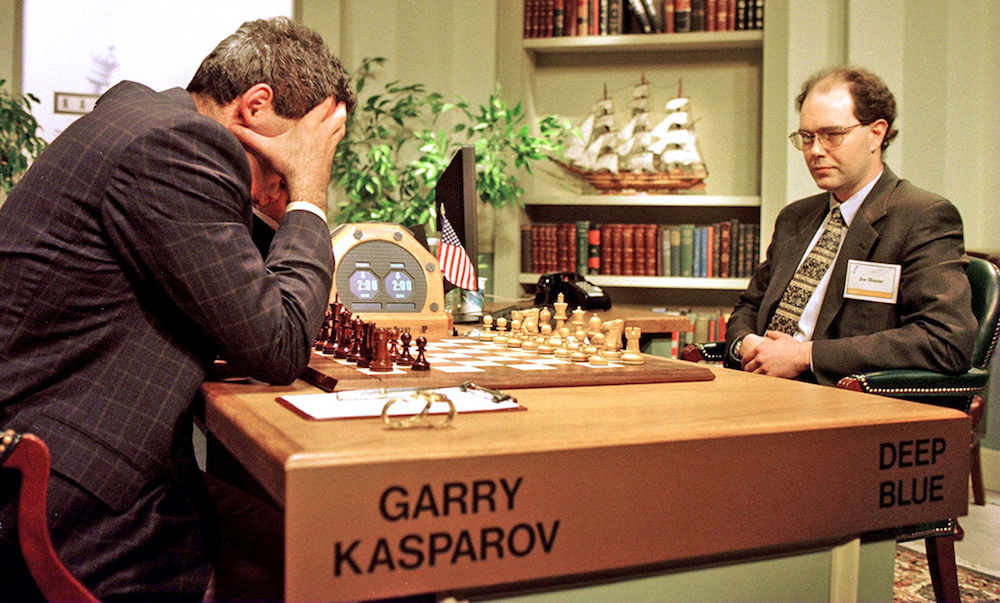 2:00 2:00
Joe Hoane
GARRY
KASPAROV
DEEP
BLUE